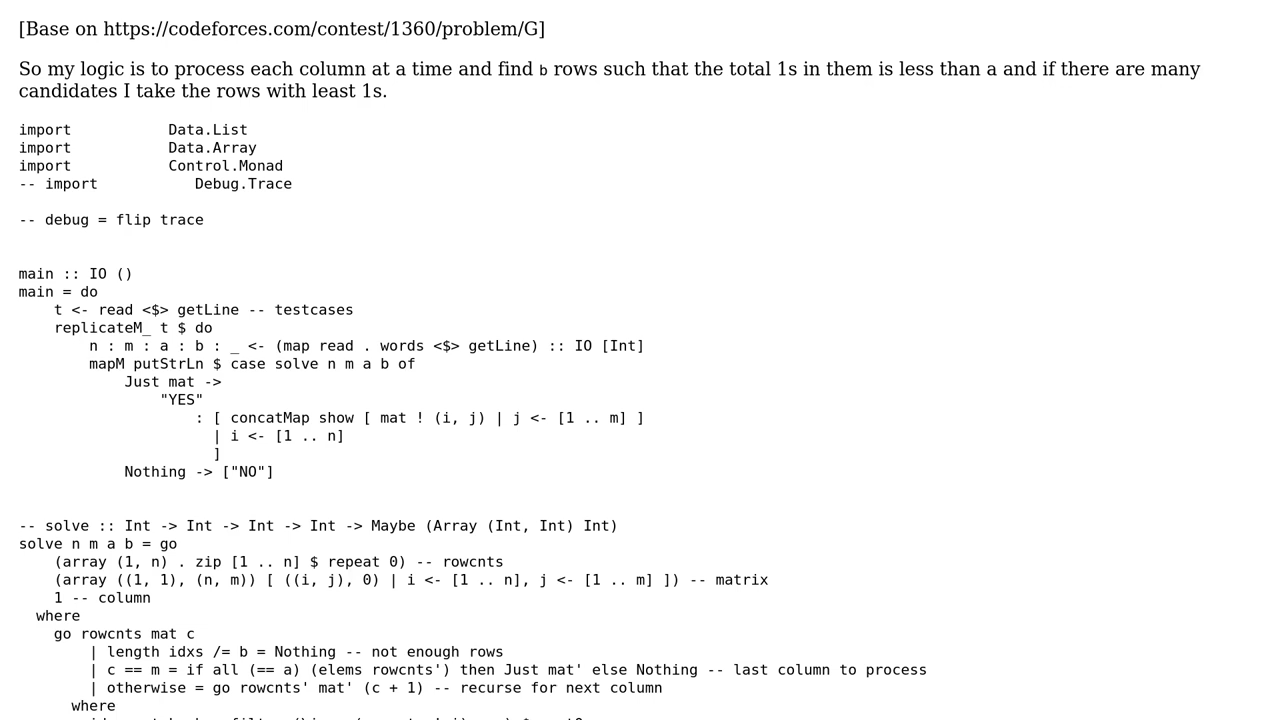 [Base on https://codeforces.com/contest/1360/problem/G]
So my logic is to process each column at a time and find b rows such that the total 1s in them is less than a and if there are many
candidates I take the rows with least 1s.
import           Data.List
import           Data.Array
import           Control.Monad
-- import           Debug.Trace
-- debug = flip trace
main :: IO ()
main = do
    t <- read <$> getLine -- testcases
    replicateM_ t $ do
        n : m : a : b : _ <- (map read . words <$> getLine) :: IO [Int]
        mapM putStrLn $ case solve n m a b of
            Just mat ->
                "YES"
                    : [ concatMap show [ mat ! (i, j) | j <- [1 .. m] ]
                      | i <- [1 .. n]
                      ]
            Nothing -> ["NO"]
-- solve :: Int -> Int -> Int -> Int -> Maybe (Array (Int, Int) Int)
solve n m a b = go
    (array (1, n) . zip [1 .. n] $ repeat 0) -- rowcnts
    (array ((1, 1), (n, m)) [ ((i, j), 0) | i <- [1 .. n], j <- [1 .. m] ]) -- matrix
    1 -- column
  where
    go rowcnts mat c
        | length idxs /= b = Nothing -- not enough rows
        | c == m = if all (== a) (elems rowcnts') then Just mat' else Nothing -- last column to process
        | otherwise = go rowcnts' mat' (c + 1) -- recurse for next column
      where